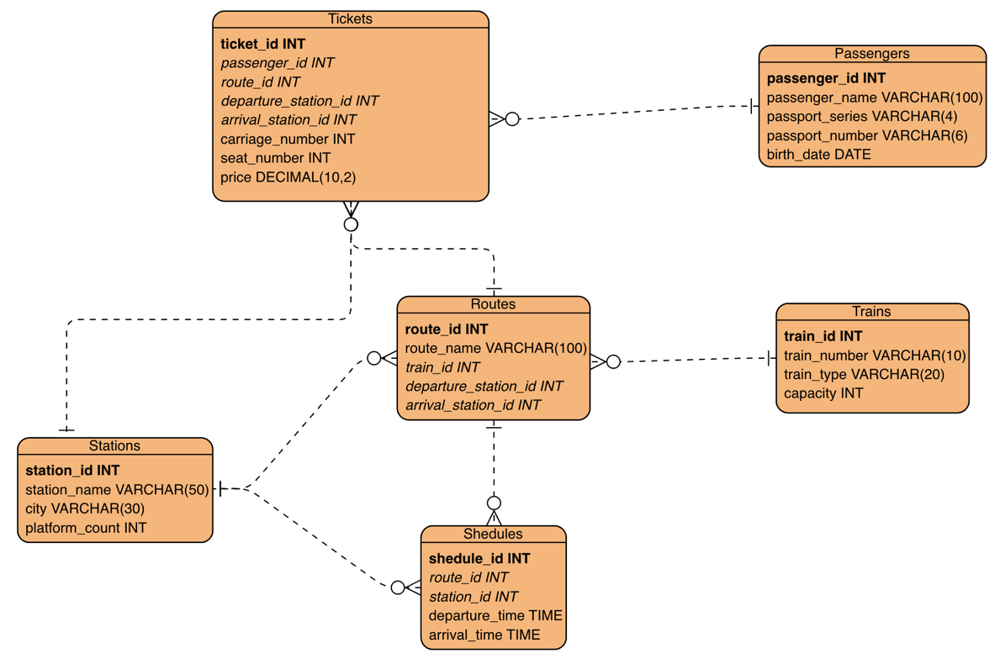 Tickets
ticket_id INT
passenger_id INT
route_id INT
departure_station_id INT
arrival_station_id INT
carriage_number INT
seat_number INT
price DECIMAL(10,2)
Passengers
passenger_id INT
passenger_name VARCHAR(100)
passport_series VARCHAR(4)
passport_number VARCHAR(6)
birth_date DATE
Routes
route_id INT
route_name VARCHAR(100)
train_id INT
departure_station_id INT
arrival_station_id INT
Trains
train_id INT
train_number VARCHAR(10)
train_type VARCHAR(20)
capacity INT
Stations
station_id INT
station_name VARCHAR(50)
city VARCHAR(30)
platform_count INT
Shedules
shedule_id INT
route_id INT
station_id INT
departure_time TIME
arrival_time TIME